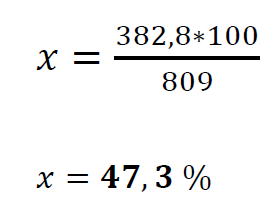 x = 382,8*100
809
x = 47,3 %